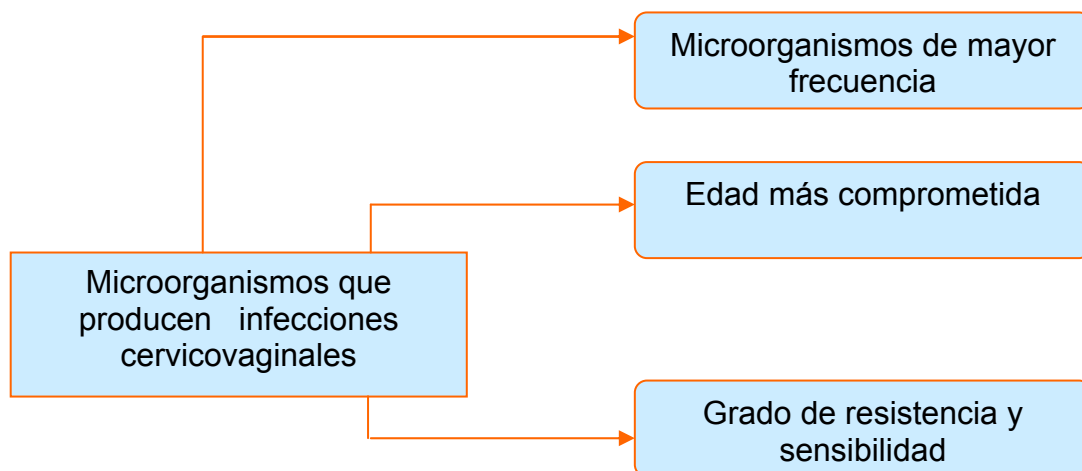 Microorganismos de mayor
frecuencia
Edad más comprometida
Microorganismos que
producen infecciones
cervicovaginales
Grado de resistencia y
sensibilidad